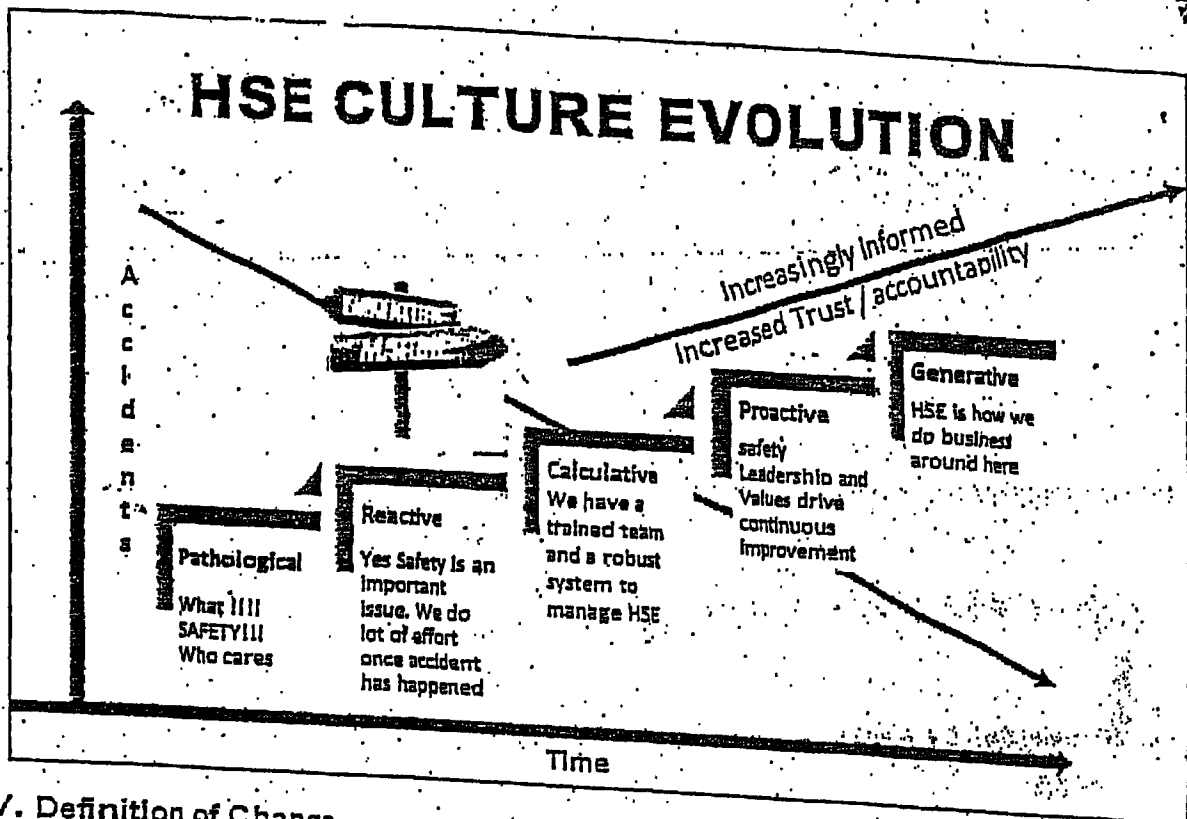 HSE CULTURE EVOLUTION
Accidents
Increasingly Informed
Increased Trust / accountability
Pathological
What !!!!
SAFETY!!!
Who cares
Reactive
Yes Safety is an
important
issue. We do
lot of effort
once accident
has happened
Calculative
We have a
trained team
and a robust
system to
manage HSE
Proactive
safety
Leadership and
Values drive
continuous
improvement
Generative
HSE is how we
do business
around here
Time
Definition of Change